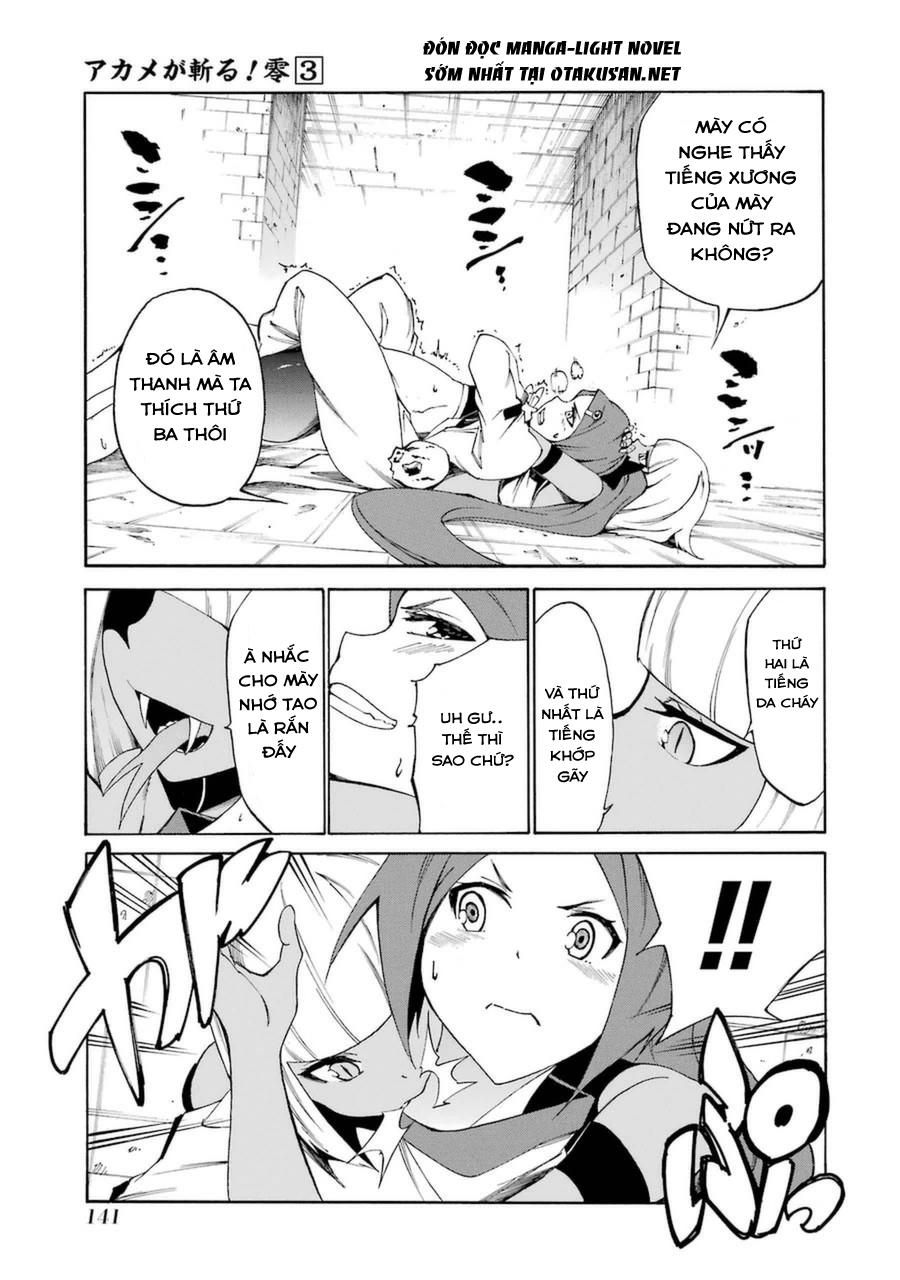 アカメが斬る！零3
ĐÓN ĐỌC MANGA-LIGHT NOVEL
SỚM NHẤT TẠI OTAKUSAN.NET
MÀY CÓ
NGHE THẤY
TIẾNG XƯƠNG
CỦA MÀY
ĐANG NỨT RA
KHÔNG?
ĐÓ LÀ ÂM
THANH MÀ TA
THÍCH THỨ
BA THÔI
THỨ
HAI LÀ
TIẾNG
DA CHÁY
VÀ THỨ
NHẤT LÀ
TIẾNG
KHỚP
GÃY
UH GƯ..
THẾ THÌ
SAO CHỨ?
À NHẮC
CHO MÀY
NHỚ TAO
LÀ RẮN
ĐẤY
!!
141